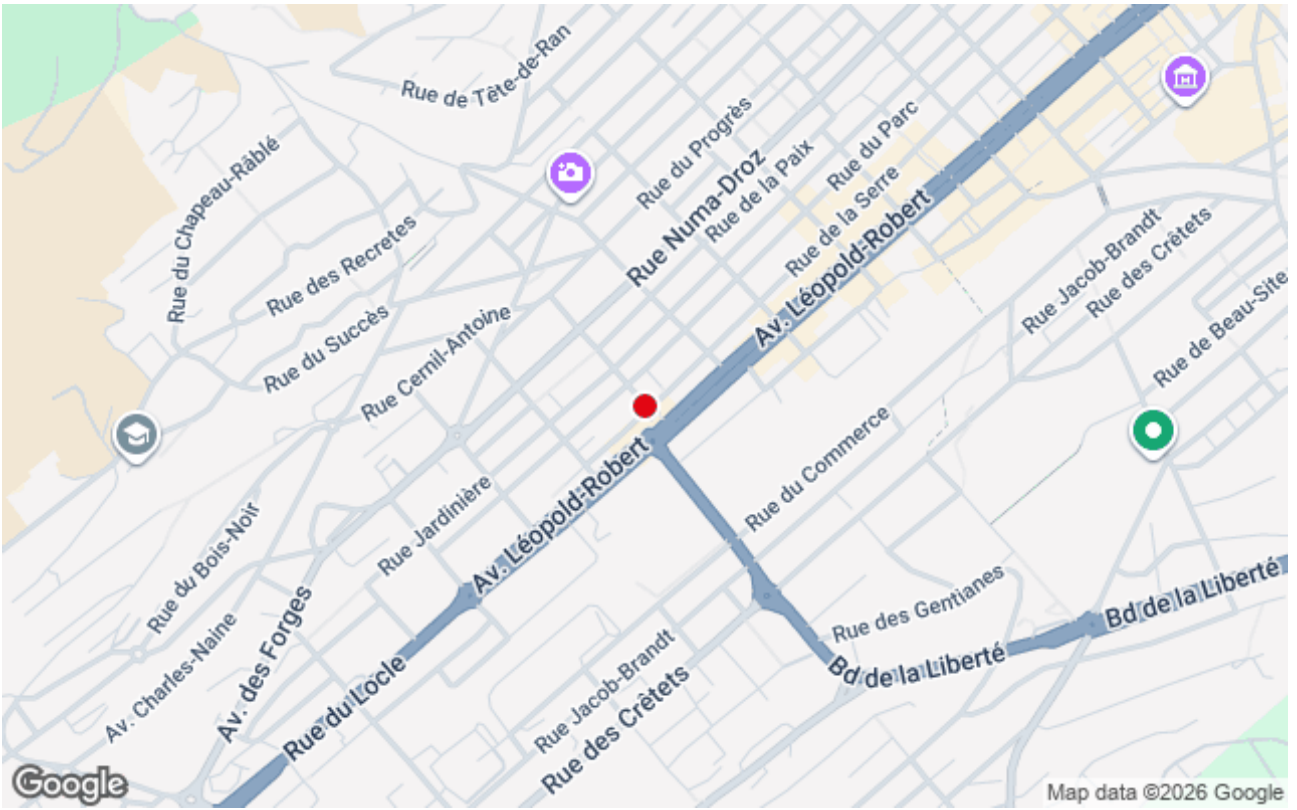 Rue de Tête-de-Ran
Rue du Progrès
Rue du Parc
Rue Numa-Droz
Rue de la Paix
Rue de la Serre
Rue du Chapeau-Râblé
Rue des Recretes
Av. Léopold-Robert
Rue Jacob-Brandt
Rue des Crêtets
Rue de Beau-Site
Rue du Succès
Rue Cernil-Antoine
Rue du Commerce
Rue Jardinière
Av. Léopold-Robert
Rue du Bois-Noir
Rue des Gentianes
Bd de la Liberté
Bd de la Liberté
Av. Charles-Naine
Av. des Forges
Rue du Locle
Rue Jacob-Brandt
Rue des Crêtets
Google
Map data ©2026 Google